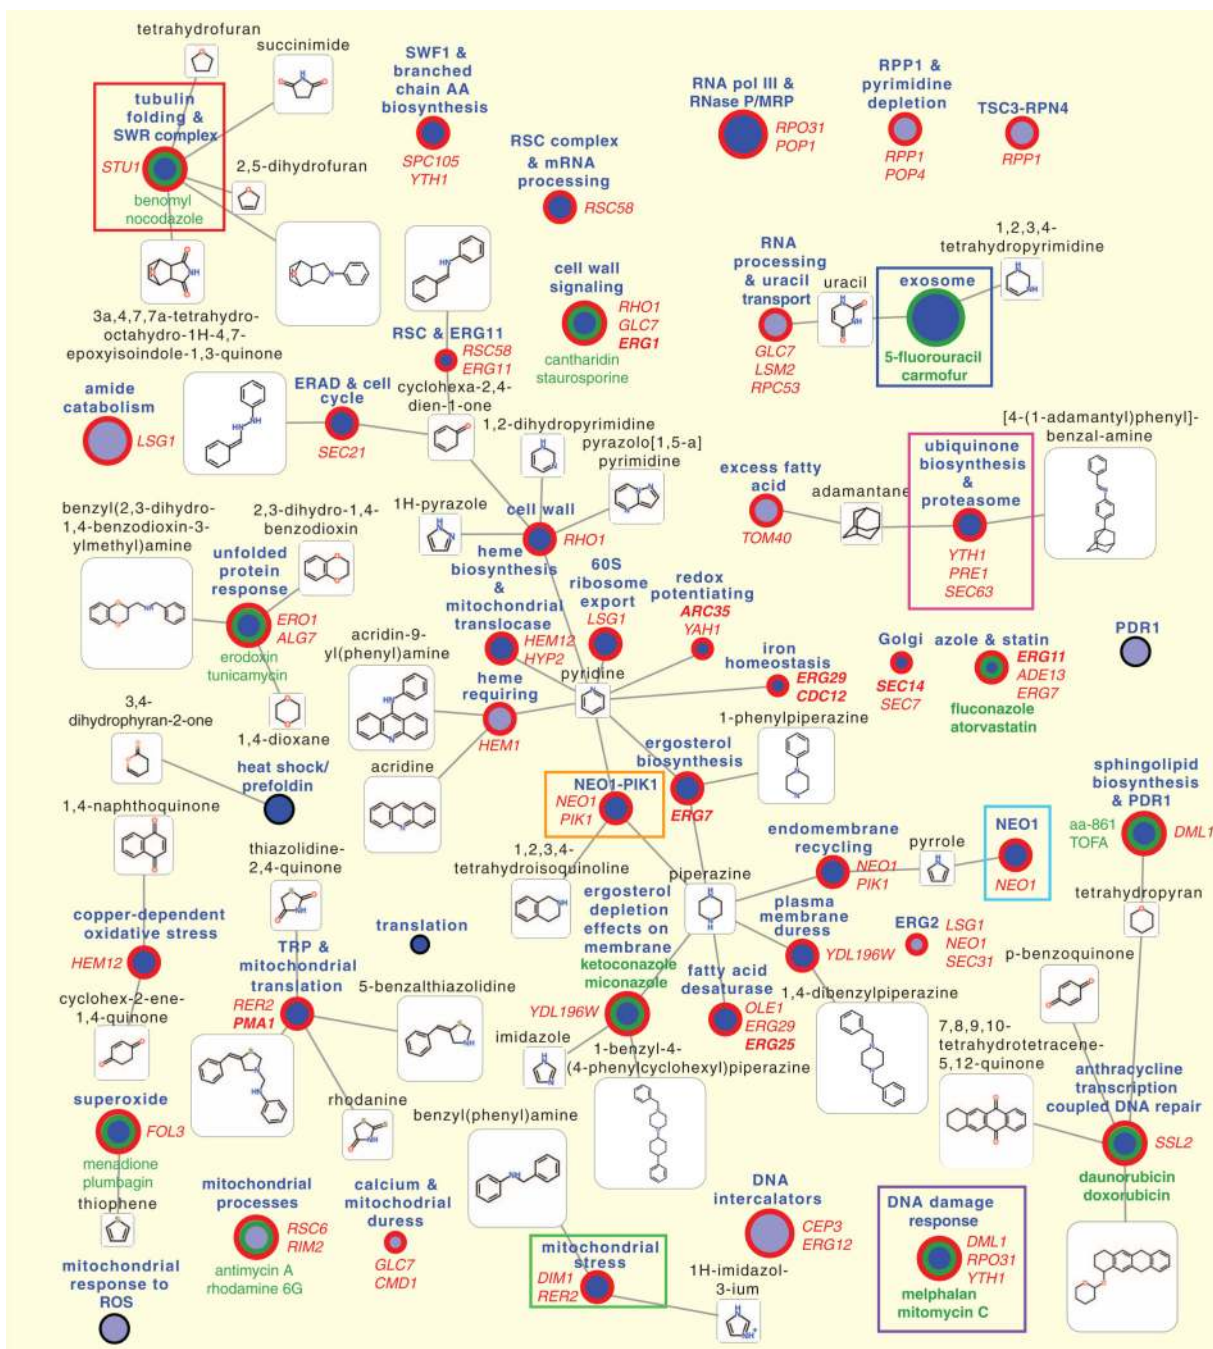 tetrahydrofuran
succinimide
tubulin
folding &
SWR complex
STU1
benomyl
nocodazole
2,5-dihydrofuran
3a,4,7,7a-tetrahydro-
octahydro-1H-4,7-
epoxyisoindole-1,3-quinone
SWF1 &
branched
chain AA
biosynthesis
SPC105
YTH1
RSC complex
& mRNA
processing
RSC58
RNA pol III &
RNase P/MRP
RPO31
POP1
RPP1 &
pyrimidine
depletion
RPP1
POP4
TSC3-RPN4
RPP1
cell wall
signaling
RHO1
GLC7
ERG1
cantharidin
staurosporine
RNA
processing
& uracil
transport
GLC7
LSM2
RPC53
uracil
exosome
5-fluorouracil
carmofur
1,2,3,4-
tetrahydropyrimidine
RSC & ERG11
RSC58
ERG11
amide
catabolism
LSG1
ERAD & cell
cycle
SEC21
cyclohexa-2,4-
dien-1-one
1,2-dihydropyrimidine
pyrazolo[1,5-a]
pyrimidine
1H-pyrazole
cell wall
RHO1
excess fatty
acid
TOM40
adamantane
ubiquinone
biosynthesis
&
proteasome
YTH1
PRE1
SEC63
[4-(1-adamantyl)phenyl]-
benzal-amine
benzyl(2,3-dihydro-
1,4-benzodioxin-3-
ylmethyl)amine
2,3-dihydro-1,4-
benzodioxin
unfolded
protein
response
ERO1
ALG7
erodoxin
tunicamycin
1,4-dioxane
heme
biosynthesis
&
mitochondrial
translocase
HEM12
HYP2
60S
ribosome
export
LSG1
redox
potentiating
ARC35
YAH1
iron
homeostasis
ERG29
CDC12
Golgi
SEC14
SEC7
azole & statin
ERG11
ADE13
ERG7
fluconazole
atorvastatin
PDR1
acridin-9-
yl(phenyl)amine
heme
requiring
HEM1
pyridine
acridine
3,4-
dihydrophyran-2-one
heat shock/
prefoldin
1,4-naphthoquinone
NEO1-PIK1
NEO1
PIK1
ergosterol
biosynthesis
ERG7
1-phenylpiperazine
1,2,3,4-
tetrahydroisoquinoline
piperazine
endomembrane
recycling
NEO1
PIK1
pyrrole
NEO1
NEO1
sphingolipid
biosynthesis
& PDR1
aa-861
TOFA
DML1
tetrahydropyran
thiazolidine-
2,4-quinone
copper-dependent
oxidative stress
HEM12
TRP &
mitochondrial
translation
RER2
PMA1
translation
5-benzalthiazolidine
rhodanine
cyclohex-2-ene-
1,4-quinone
ergosterol
depletion
effects on
membrane
ketoconazole
miconazole
YDL196W
imidazole
fatty acid
desaturase
OLE1
ERG29
ERG25
plasma
membrane
duress
YDL196W
ERG2
LSG1
NEO1
SEC31
1,4-dibenzylpiperazine
1-benzyl-4-
(4-phenylcyclohexyl)piperazine
p-benzoquinone
7,8,9,10-
tetrahydrotetracene-
5,12-quinone
anthracycline
transcription
coupled DNA repair
SSL2
daunorubicin
doxorubicin
superoxide
FOL3
menadione
plumbagin
thiophene
mitochondrial
response to
ROS
mitochondrial
processes
RSC6
RIM2
antimycin A
rhodamine 6G
calcium &
mitochodrial
duress
GLC7
CMD1
benzyl(phenyl)amine
mitochondrial
stress
DIM1
RER2
1H-imidazol-
3-ium
DNA
intercalators
CEP3
ERG12
DNA damage
response
DML1
RPO31
YTH1
melphalan
mitomycin C